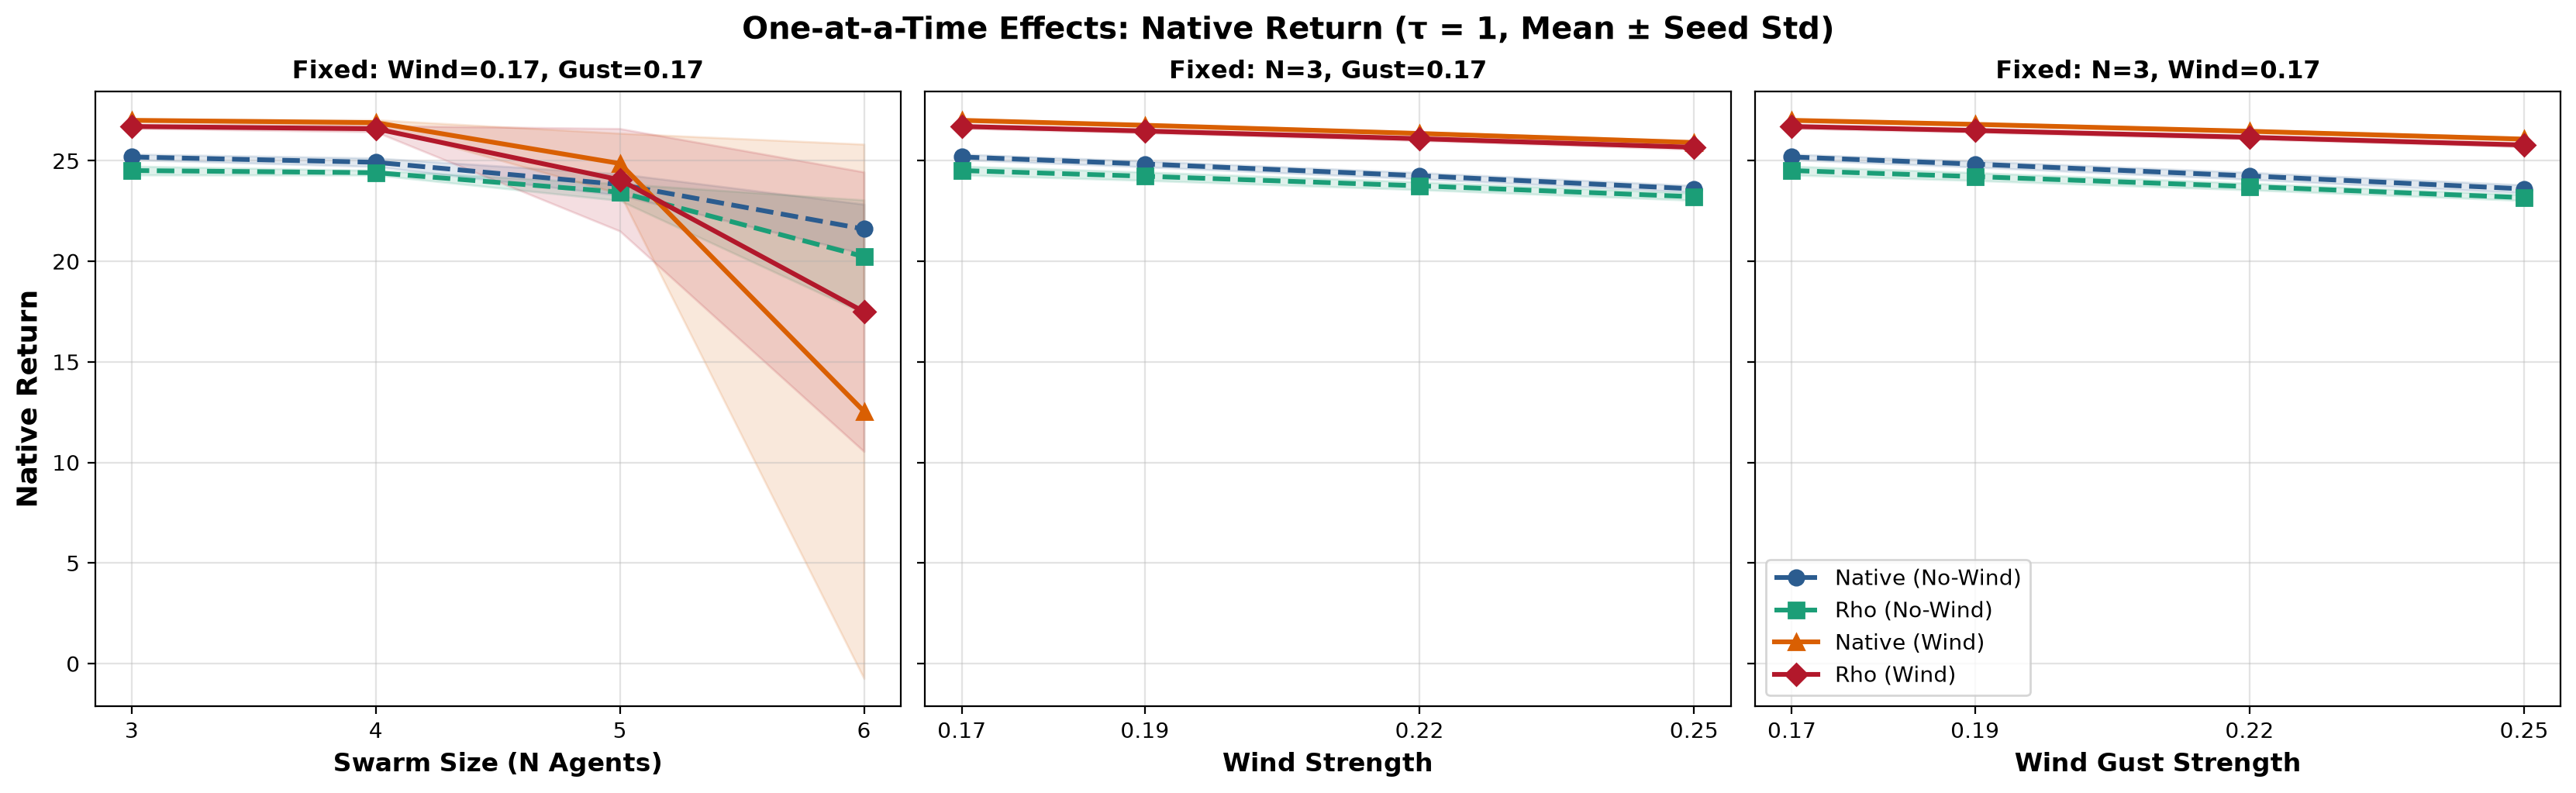 One-at-a-Time Effects: Native Return (τ = 1, Mean ± Seed Std)
Fixed: Wind=0.17, Gust=0.17
Fixed: N=3, Gust=0.17
Fixed: N=3, Wind=0.17
Native Return
25
20
15
10
5
0
3 4 5 6
Swarm Size (N Agents)
0.17 0.19 0.22 0.25
Wind Strength
Native (No-Wind)
Rho (No-Wind)
Native (Wind)
Rho (Wind)
0.17 0.19 0.22 0.25
Wind Gust Strength